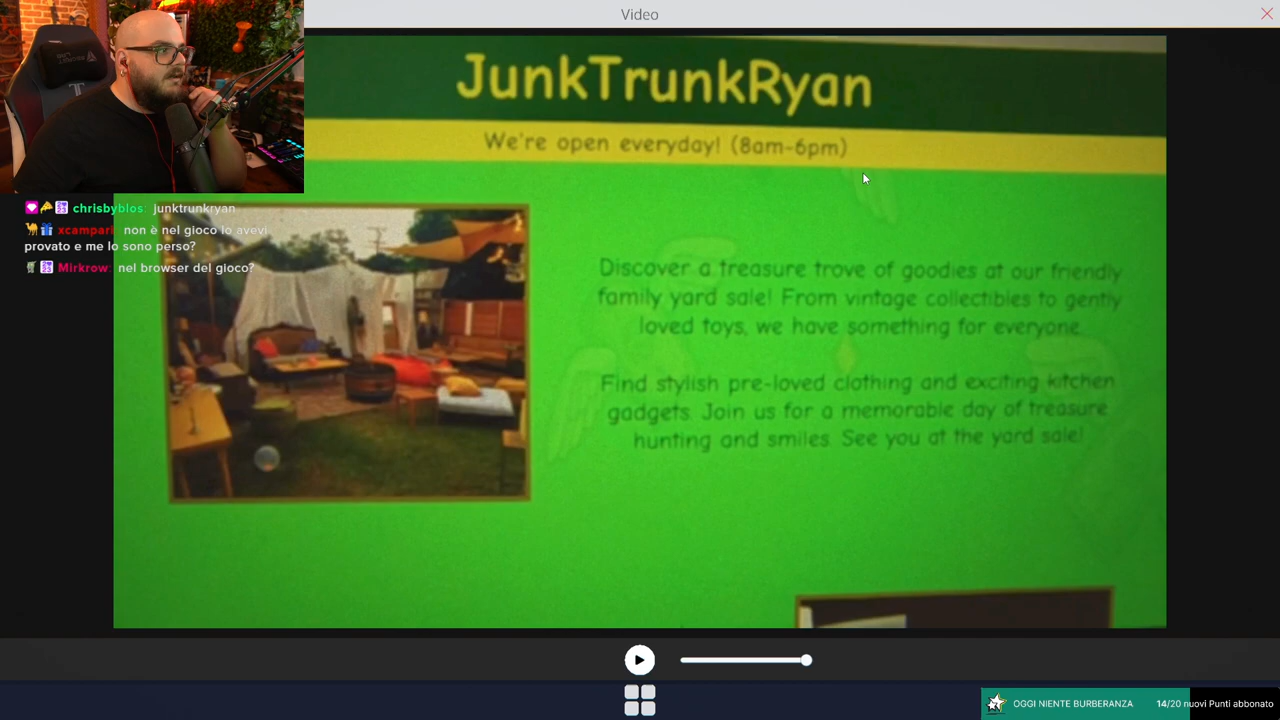 Video
JunkTrunkRyan
We're open everyday! (8am-6pm)
chrisbyblos: junktrunkryan
xcamparl non è nel gioco lo avevi
provato e me lo sono perso?
Mirkrow: nel browser del gioco?
Discover a treasure trove of goodies at our friendly
family yard sale! From vintage collectibles to gently
loved toys, we have something for everyone.
Find stylish pre-loved clothing and exciting kitchen
gadgets. Join us for a memorable day of treasure
hunting and smiles. See you at the yard sale!
OGGI NIENTE BURBERANZA 14/20 nuovi Punti abbonato